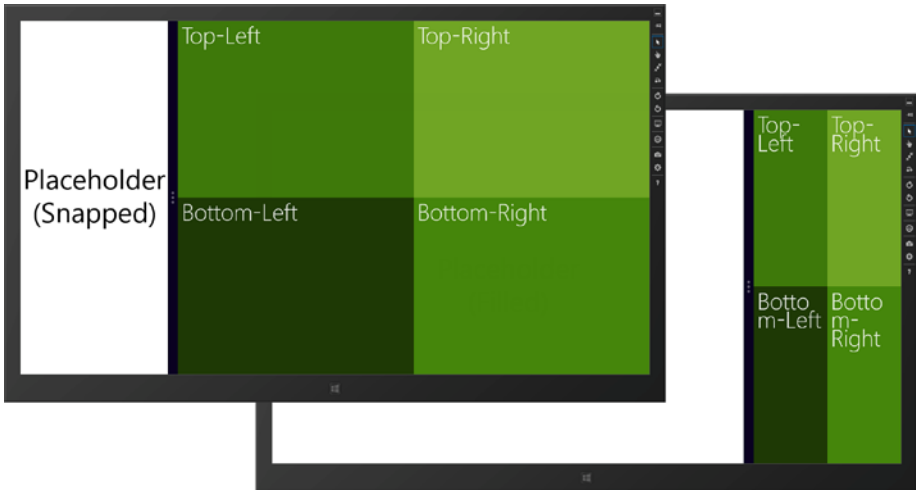 Top-Left
Top-Right
Placeholder
(Snapped)
Bottom-Left
Bottom-Right
Top-
Left
Top-
Right
Botto
m-Left
Botto
m-
Right